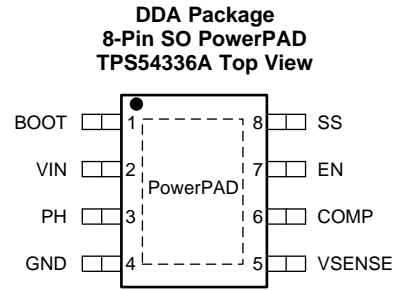 DDA Package
8-Pin SO PowerPAD
TPS54336A Top View
BOOT 1 8 SS
VIN 2 7 EN
PowerPAD
PH 3 6 COMP
GND 4 5 VSENSE